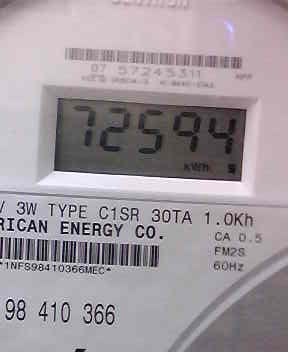 07 57245311
72594
kWh
V 3W TYPE C1SR 30TA 1.0Kh
RICAN ENERGY CO.
CA 0.5
FM2S
*1NFS98410366MEC*
60Hz
98 410 366